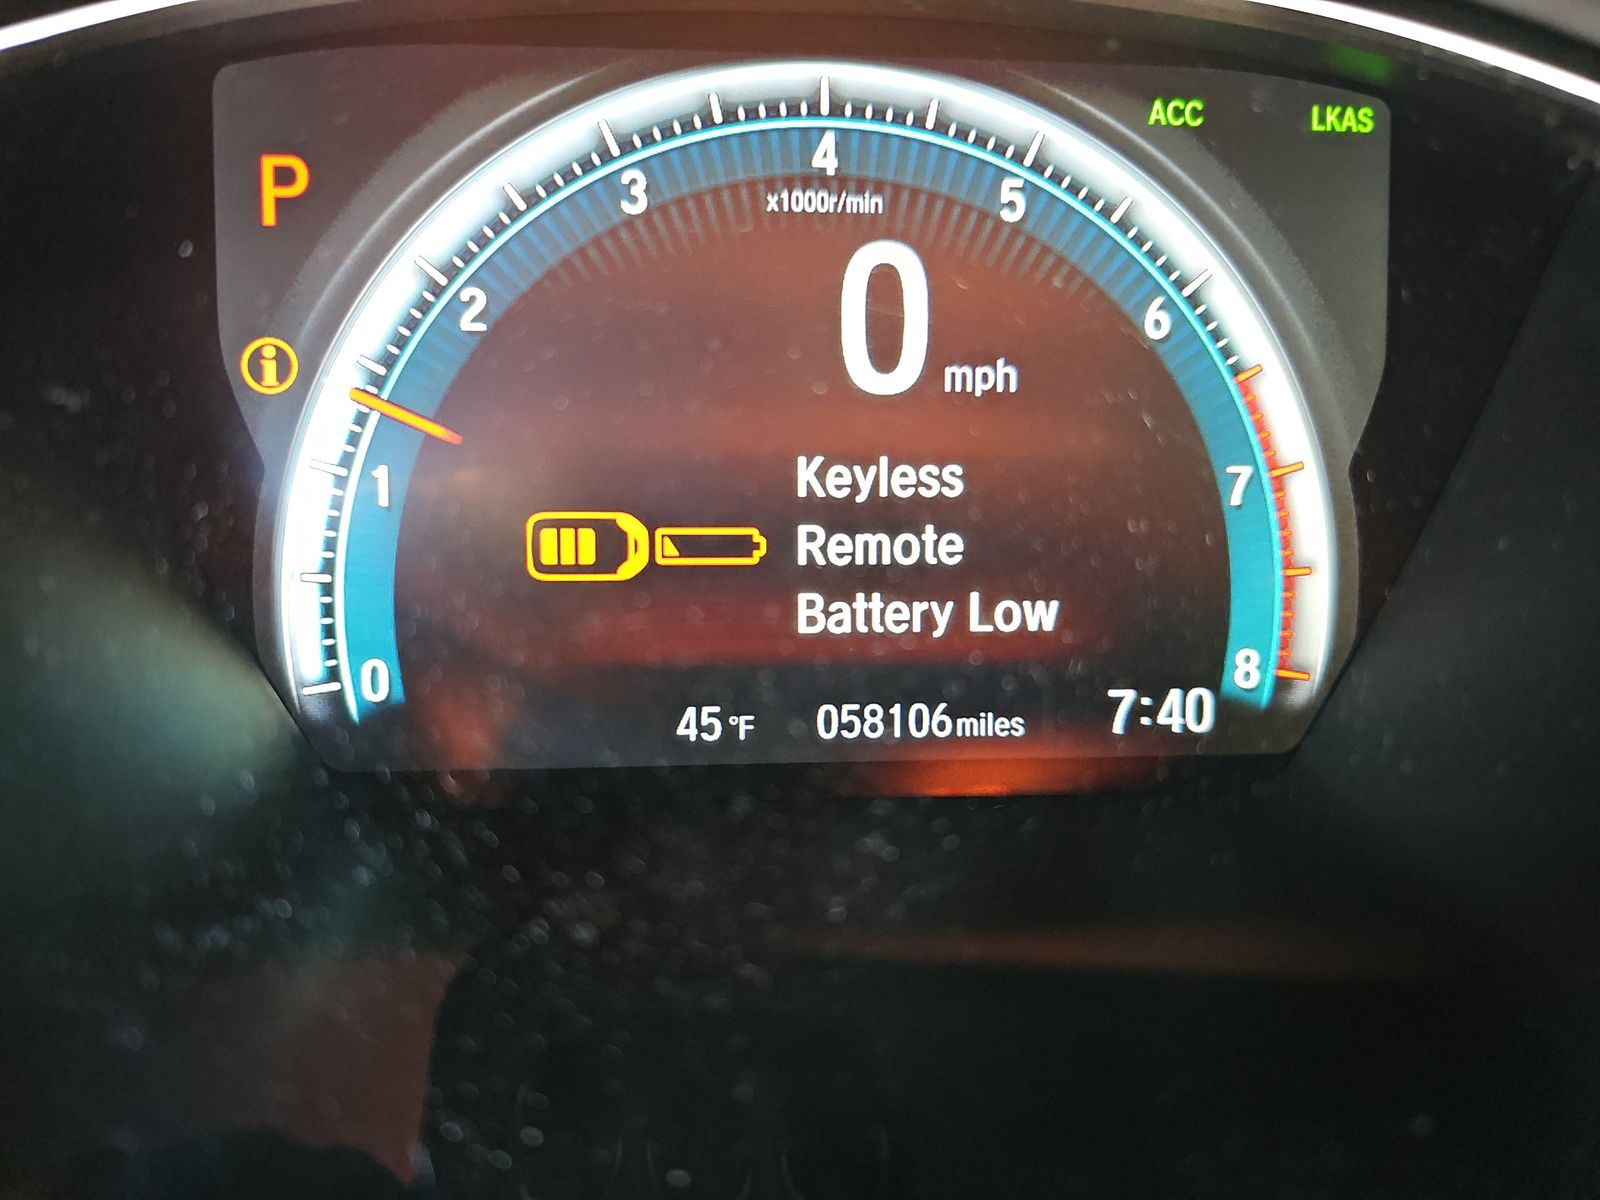 ACC LKAS
P
4
3 5
x1000r/min
2 6
0 mph
i
Keyless
1 7
Remote
Battery Low
0 8
45°F 058106 miles 7:40